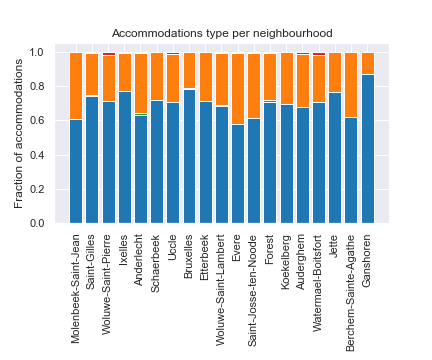 Accommodations type per neighbourhood
Fraction of accommodations
1.0
0.8
0.6
0.4
0.2
0.0
Molenbeek-Saint-Jean
Saint-Gilles
Woluwe-Saint-Pierre
Ixelles
Anderlecht
Schaerbeek
Uccle
Bruxelles
Etterbeek
Woluwe-Saint-Lambert
Evere
Saint-Josse-ten-Noode
Forest
Koekelberg
Auderghem
Watermael-Boitsfort
Jette
Berchem-Sainte-Agathe
Ganshoren